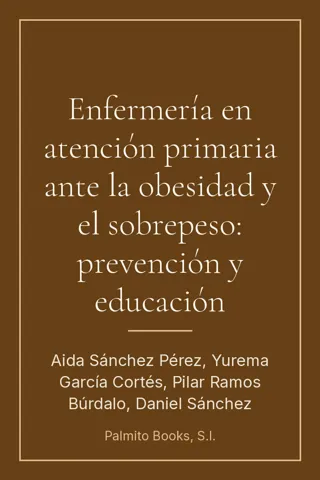 Enfermería en
atención primaria
ante la obesidad y
el sobrepeso:
prevención y
educación
Aida Sánchez Pérez, Yurema
García Cortés, Pilar Ramos
Búrdalo, Daniel Sánchez
Palmito Books, S.l.